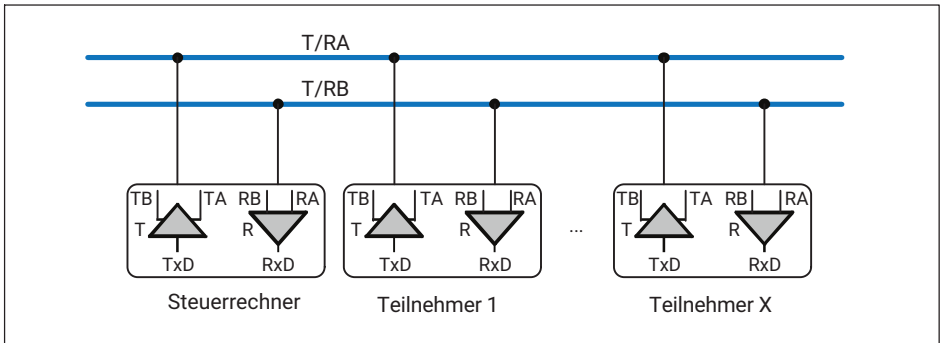 T/RA
T/RB
TB TA RB RA
T R
TxD RxD
Steuerrechner
TB TA RB RA
T R
TxD RxD
Teilnehmer 1
...
TB TA RB RA
T R
TxD RxD
Teilnehmer X